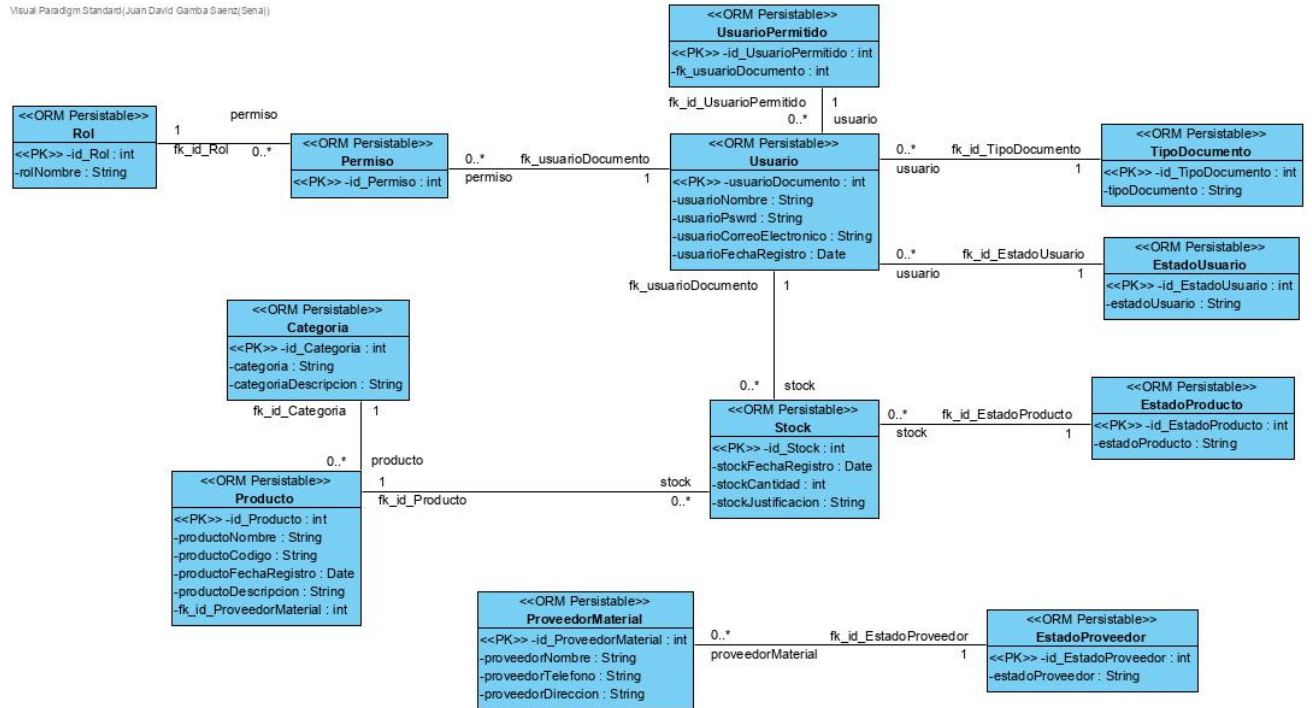 Visual Paradigm Standard(Juan David Gamba Saenz(Sena))
<<ORM Persistable>>
UsuarioPermitido
<<PK>> -id_UsuarioPermitido : int
-fk_usuarioDocumento : int
fk_id_UsuarioPermitido 1
0..* usuario
<<ORM Persistable>>
Rol
<<PK>> -id_Rol : int
-rolNombre : String
permiso
1
fk_id_Rol 0..*
<<ORM Persistable>>
Permiso
<<PK>> -id_Permiso : int
0..* fk_usuarioDocumento
permiso 1
<<ORM Persistable>>
Usuario
<<PK>> -usuarioDocumento : int
-usuarioNombre : String
-usuarioPswrd : String
-usuarioCorreoElectronico : String
-usuarioFechaRegistro : Date
0..* fk_id_TipoDocumento
usuario 1
<<ORM Persistable>>
TipoDocumento
<<PK>> -id_TipoDocumento : int
-tipoDocumento : String
0..* fk_id_EstadoUsuario
usuario 1
<<ORM Persistable>>
EstadoUsuario
<<PK>> -id_EstadoUsuario : int
-estadoUsuario : String
fk_usuarioDocumento 1
0..* stock
<<ORM Persistable>>
Categoria
<<PK>> -id_Categoria : int
-categoria : String
-categoriaDescripcion : String
fk_id_Categoria 1
0..* producto
<<ORM Persistable>>
Stock
<<PK>> -id_Stock : int
-stockFechaRegistro : Date
-stockCantidad : int
-stockJustificacion : String
0..* fk_id_EstadoProducto
stock 1
<<ORM Persistable>>
EstadoProducto
<<PK>> -id_EstadoProducto : int
-estadoProducto : String
<<ORM Persistable>>
Producto
<<PK>> -id_Producto : int
-productoNombre : String
-productoCodigo : String
-productoFechaRegistro : Date
-productoDescripcion : String
-fk_id_ProveedorMaterial : int
1 stock
fk_id_Producto 0..*
<<ORM Persistable>>
ProveedorMaterial
<<PK>> -id_ProveedorMaterial : int
-proveedorNombre : String
-proveedorTelefono : String
-proveedorDireccion : String
0..* fk_id_EstadoProveedor
proveedorMaterial 1
<<ORM Persistable>>
EstadoProveedor
<<PK>> -id_EstadoProveedor : int
-estadoProveedor : String